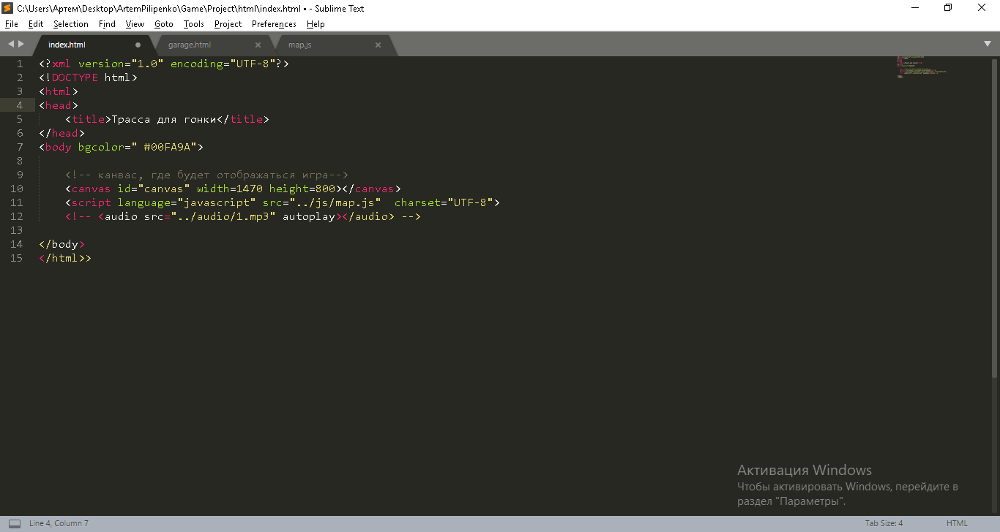 C:\Users\Артем\Desktop\ArtemPilipenko\Game\Project\html\index.html • - Sublime Text
File Edit Selection Find View Goto Tools Project Preferences Help
index.html garage.html map.js
1 <?xml version="1.0" encoding="UTF-8"?>
2 <!DOCTYPE html>
3 <html>
4 <head>
5 <title>Трасса для гонки</title>
6 </head>
7 <body bgcolor=" #00FA9A">
8
9 <!-- канвас, где будет отображаться игра-->
10 <canvas id="canvas" width=1470 height=800></canvas>
11 <script language="javascript" src="../js/map.js"  charset="UTF-8">
12 <!-- <audio src="../audio/1.mp3" autoplay></audio> -->
13
14 </body>
15 </html>>
Активация Windows
Чтобы активировать Windows, перейдите в
раздел "Параметры".
Line 4, Column 7 Tab Size: 4 HTML